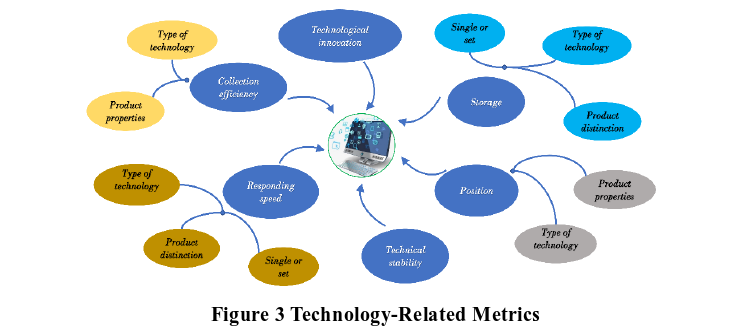 Type of
technology
Product
properties
Collection
efficiency
Technological
innovation
Single or
set
Type of
technology
Product
distinction
Storage
Type of
technology
Product
distinction
Single or
set
Responding
speed
Technical
stability
Position
Product
properties
Type of
technology
Figure 3 Technology-Related Metrics